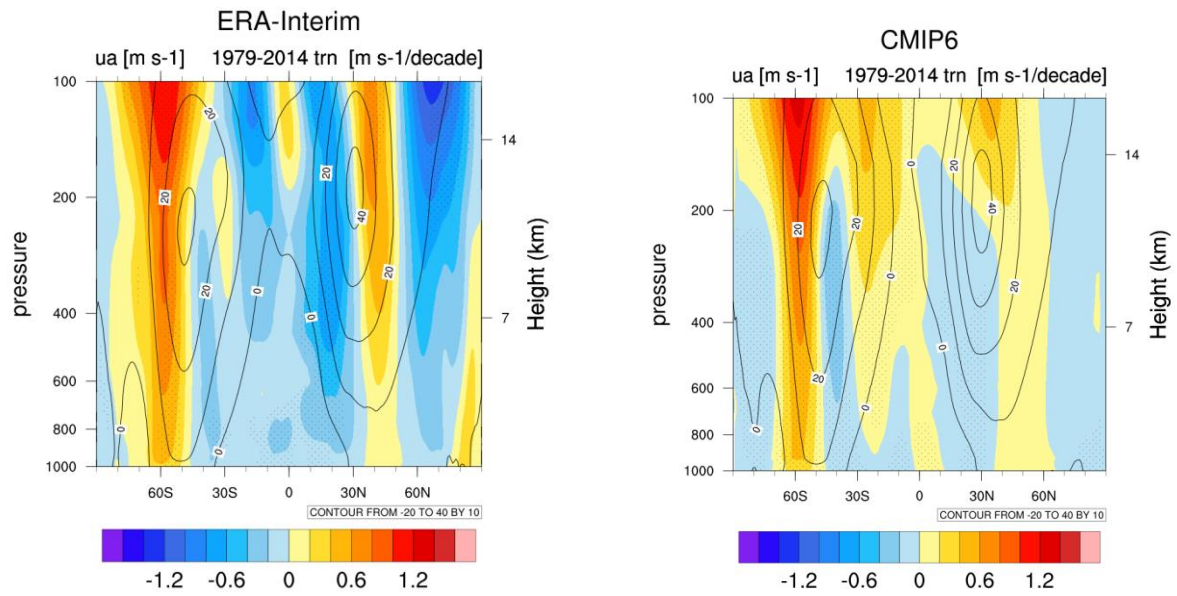 ERA-Interim
ua [m s-1] 1979-2014 trn [m s-1/decade]
100
200
400
600
800
1000
pressure
14
7
Height (km)
20
20
20
40
20
20
0
0
0
0
60S 30S 0 30N 60N
CONTOUR FROM -20 TO 40 BY 10
-1.2 -0.6 0 0.6 1.2
CMIP6
ua [m s-1] 1979-2014 trn [m s-1/decade]
100
200
400
600
800
1000
pressure
14
7
Height (km)
0
20
40
20
20
20
0
20
0
0
0
60S 30S 0 30N 60N
CONTOUR FROM -20 TO 40 BY 10
-1.2 -0.6 0 0.6 1.2